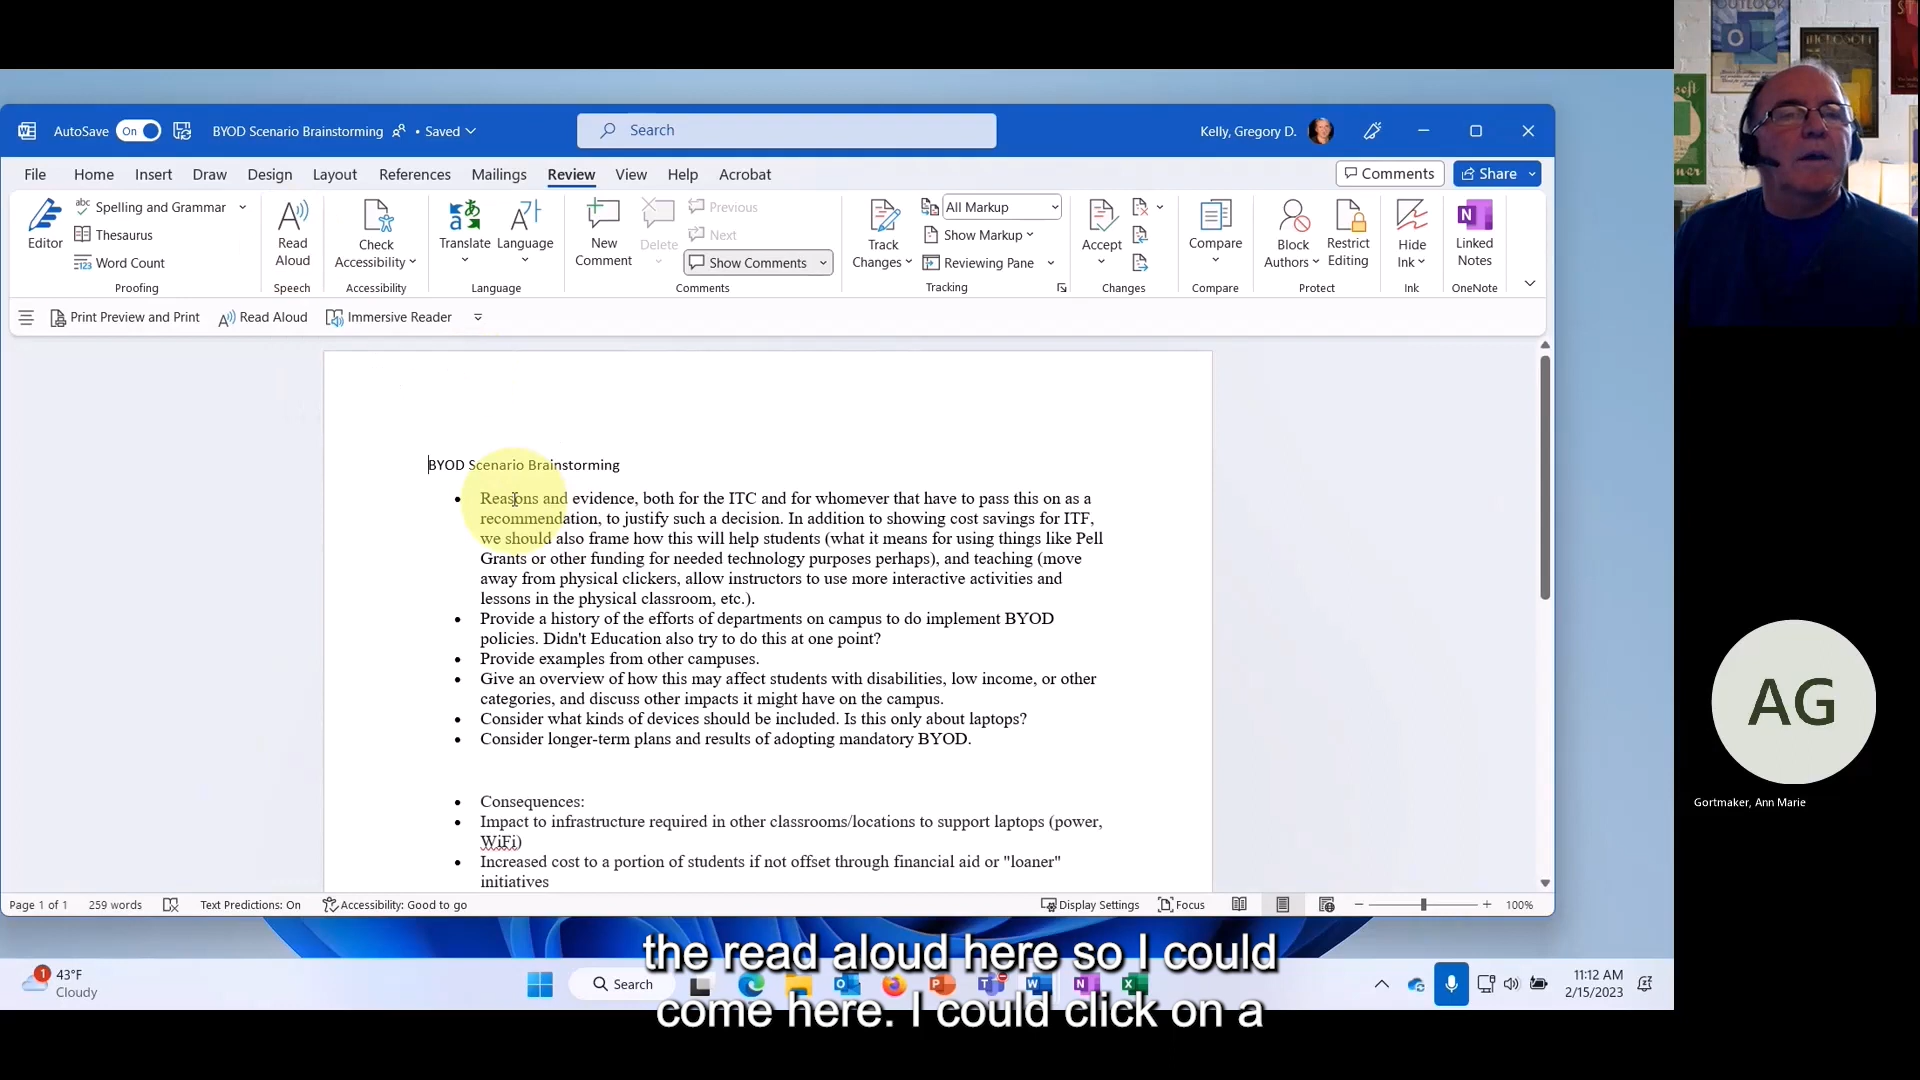 OUTLOOK
AutoSave On BYOD Scenario Brainstorming • Saved Search Kelly, Gregory D.
File Home Insert Draw Design Layout References Mailings Review View Help Acrobat Comments Share
Editor
abc Spelling and Grammar
Thesaurus
123 Word Count
Proofing
Read Aloud
Speech
Check Accessibility
Accessibility
Translate
Language
Language
New Comment
Delete
Previous
Next
Show Comments
Comments
Track Changes
All Markup
Show Markup
Reviewing Pane
Tracking
Accept
Changes
Compare
Compare
Block Authors
Restrict Editing
Protect
Hide Ink
Ink
Linked Notes
OneNote
Print Preview and Print Read Aloud Immersive Reader
BYOD Scenario Brainstorming
• Reasons and evidence, both for the ITC and for whomever that have to pass this on as a
recommendation, to justify such a decision. In addition to showing cost savings for ITF,
we should also frame how this will help students (what it means for using things like Pell
Grants or other funding for needed technology purposes perhaps), and teaching (move
away from physical clickers, allow instructors to use more interactive activities and
lessons in the physical classroom, etc.).
• Provide a history of the efforts of departments on campus to do implement BYOD
policies. Didn't Education also try to do this at one point?
• Provide examples from other campuses.
• Give an overview of how this may affect students with disabilities, low income, or other
categories, and discuss other impacts it might have on the campus.
• Consider what kinds of devices should be included. Is this only about laptops?
• Consider longer-term plans and results of adopting mandatory BYOD.
• Consequences:
• Impact to infrastructure required in other classrooms/locations to support laptops (power,
WiFi)
• Increased cost to a portion of students if not offset through financial aid or "loaner"
initiatives
Page 1 of 1 259 words Text Predictions: On Accessibility: Good to go Display Settings Focus 100%
the read aloud here so I could
come here. I could click on a
1 43°F
Cloudy
Search
11:12 AM
2/15/2023
AG
Gortmaker, Ann Marie